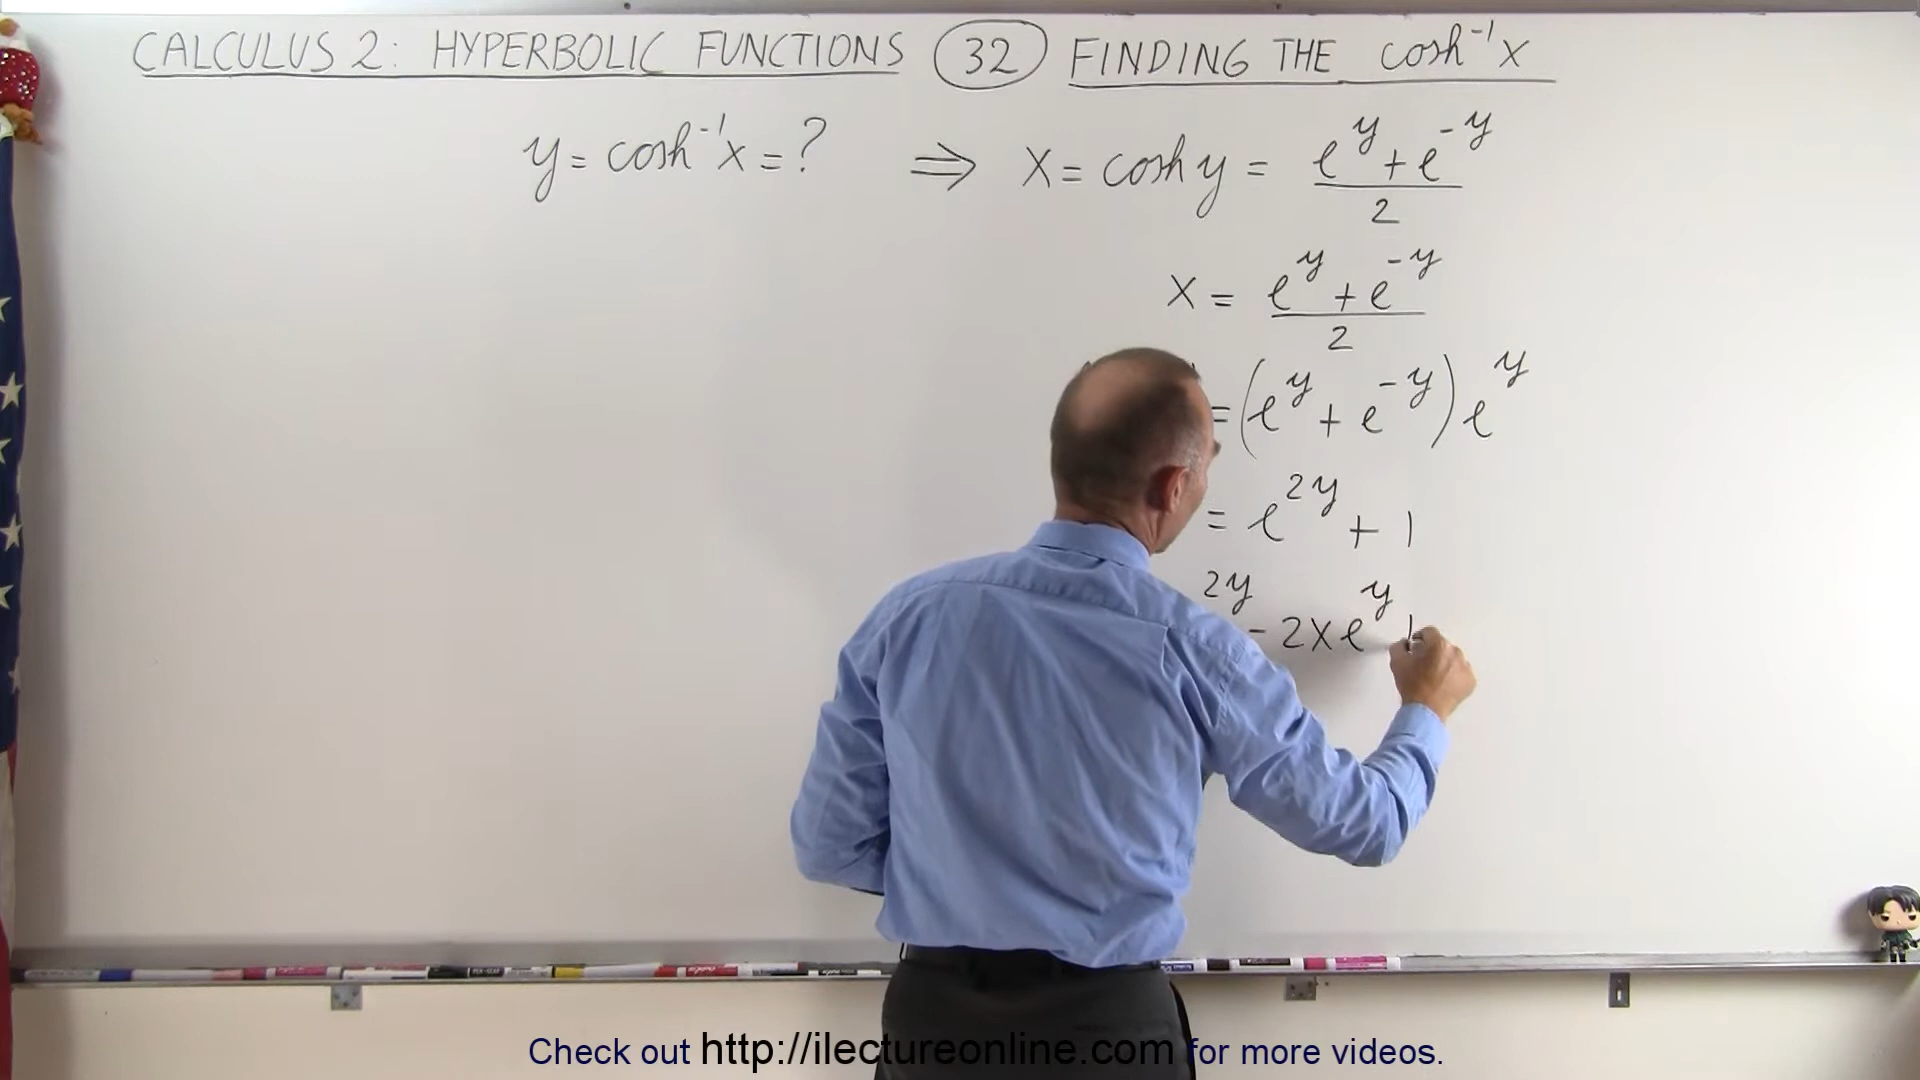 CALCULUS 2: HYPERBOLIC FUNCTIONS 32 FINDING THE cosh⁻¹x
y = cosh⁻¹x = ? ⇒ x = cosh y = (e^y + e^-y)/2
x = (e^y + e^-y)/2
= (e^y + e^-y) e^y
= e^2y + 1
2y - 2xe^y
Check out http://ilectureonline.com for more videos.